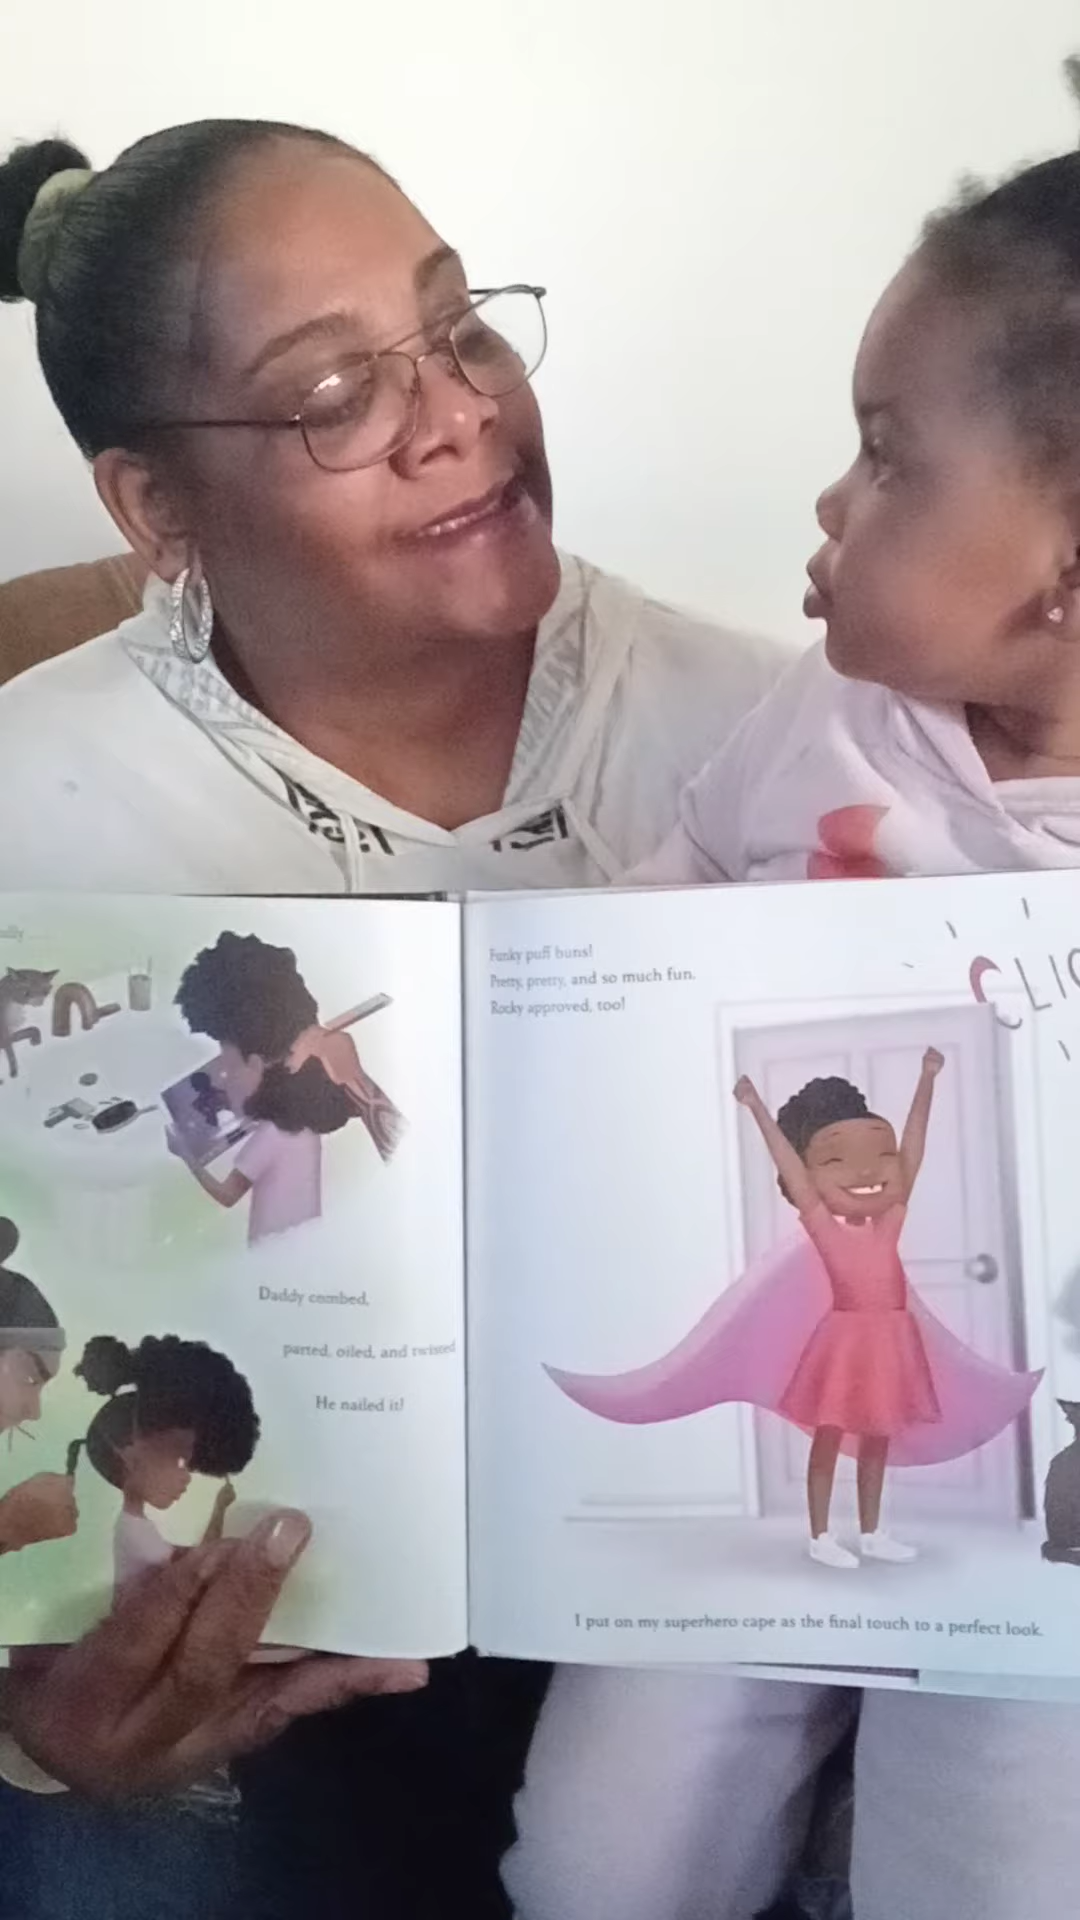 Daddy combed,
parted, oiled, and twisted
He nailed it!
Funky puff buns!
Pretty, pretty, and so much fun.
Rocky approved, too!
CLIC
I put on my superhero cape as the final touch to a perfect look.